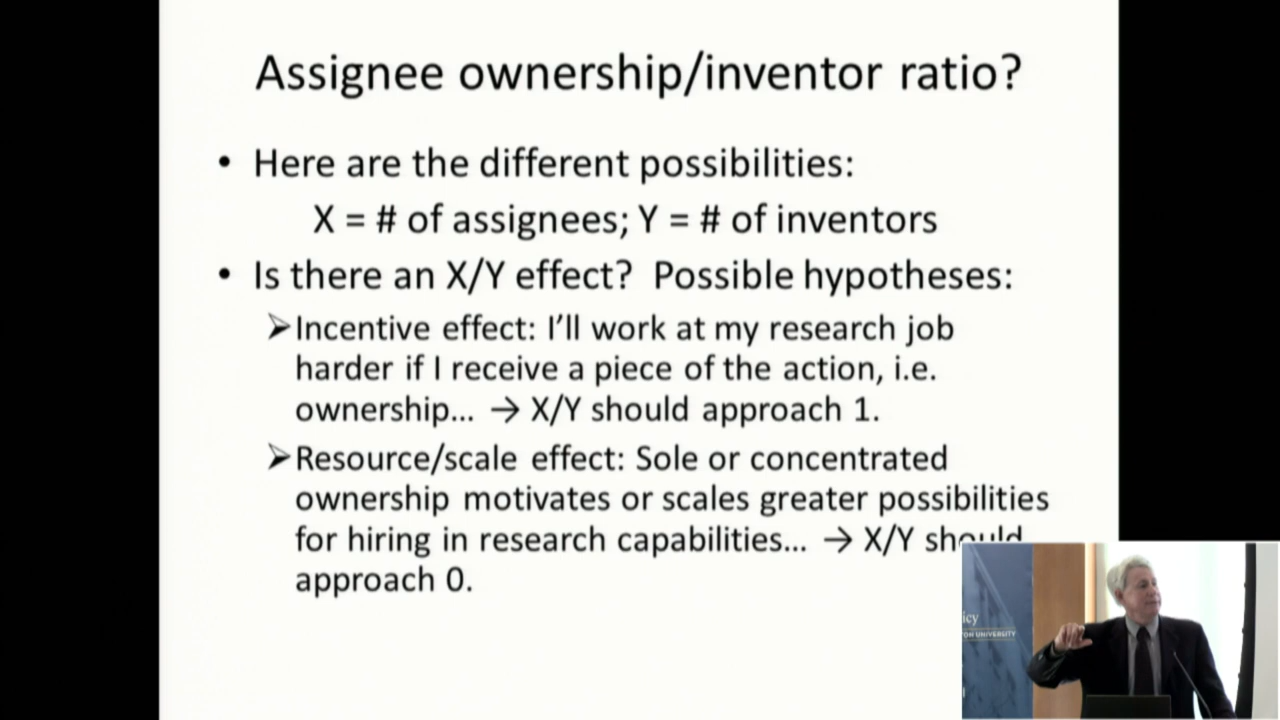 Assignee ownership/inventor ratio?
• Here are the different possibilities:
X = # of assignees; Y = # of inventors
• Is there an X/Y effect? Possible hypotheses:
➢Incentive effect: I’ll work at my research job
harder if I receive a piece of the action, i.e.
ownership... → X/Y should approach 1.
➢Resource/scale effect: Sole or concentrated
ownership motivates or scales greater possibilities
for hiring in research capabilities... → X/Y should
approach 0.
icy
ON UNIVERSITY